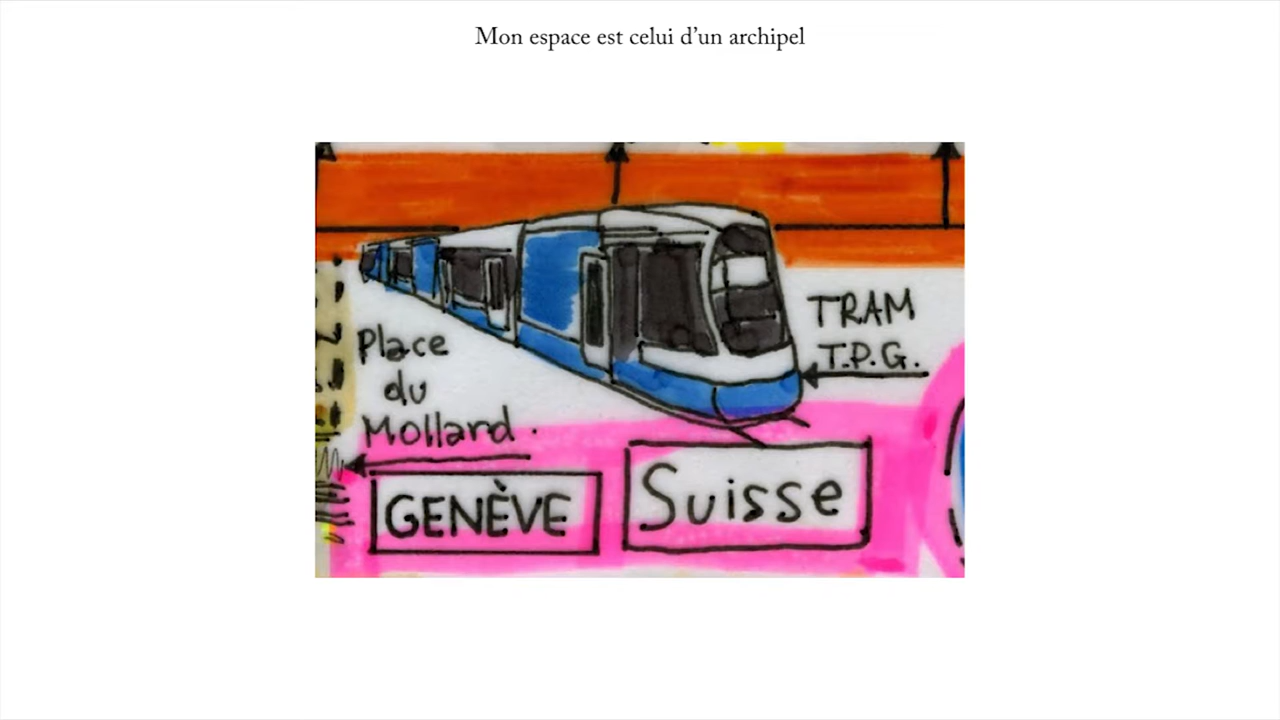 Mon espace est celui d’un archipel
TRAM
T.P.G.
Place
du
Mollard.
GENÈVE
Suisse